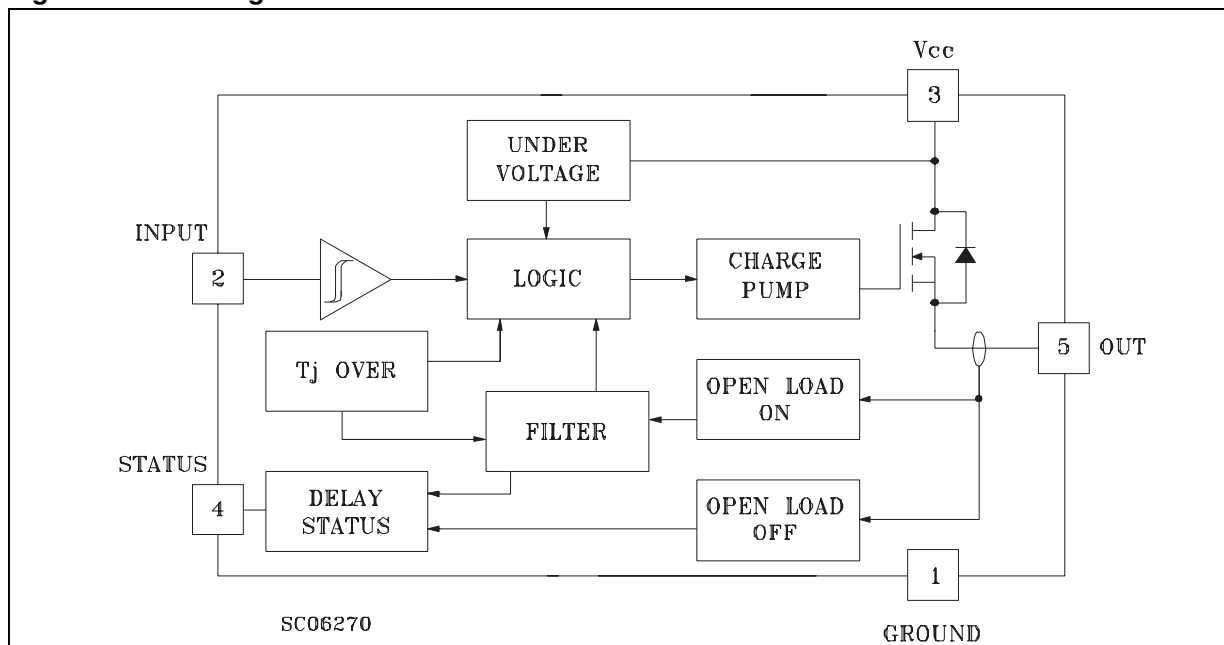 Vcc
3
UNDER
VOLTAGE
INPUT
2
LOGIC
CHARGE
PUMP
5
OUT
Tj OVER
OPEN LOAD
ON
FILTER
STATUS
4
DELAY
STATUS
OPEN LOAD
OFF
1
SC06270
GROUND